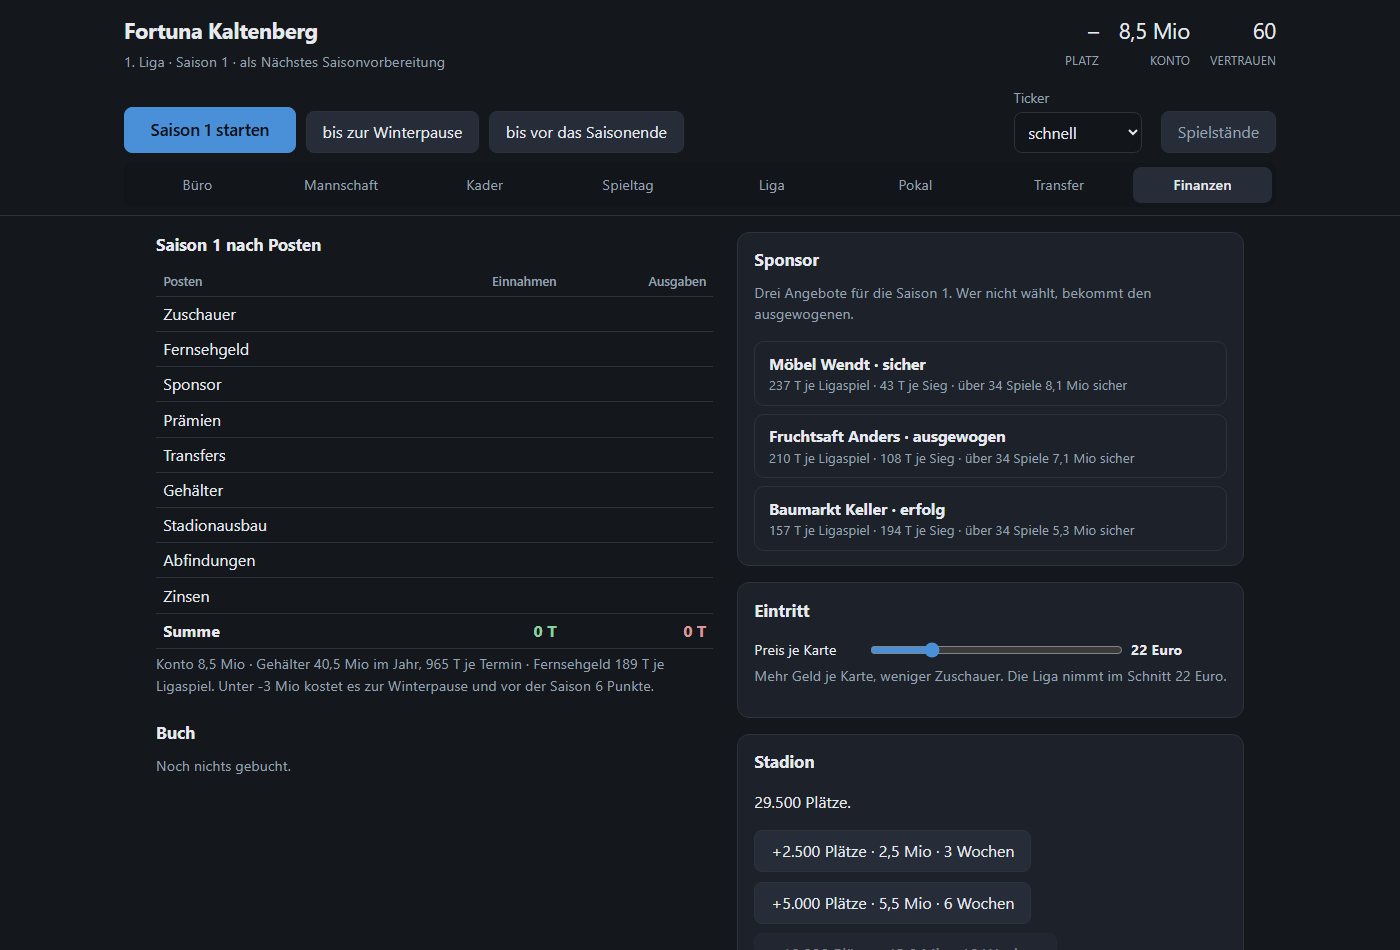 Fortuna Kaltenberg
1. Liga · Saison 1 · als Nächstes Saisonvorbereitung
–
PLATZ
8,5 Mio
KONTO
60
VERTRAUEN
Saison 1 starten
bis zur Winterpause
bis vor das Saisonende
Ticker
schnell
Spielstände
Büro
Mannschaft
Kader
Spieltag
Liga
Pokal
Transfer
Finanzen
Saison 1 nach Posten
Posten Einnahmen Ausgaben
Zuschauer
Fernsehgeld
Sponsor
Prämien
Transfers
Gehälter
Stadionausbau
Abfindungen
Zinsen
Summe 0 T 0 T
Konto 8,5 Mio · Gehälter 40,5 Mio im Jahr, 965 T je Termin · Fernsehgeld 189 T je
Ligaspiel. Unter -3 Mio kostet es zur Winterpause und vor der Saison 6 Punkte.
Buch
Noch nichts gebucht.
Sponsor
Drei Angebote für die Saison 1. Wer nicht wählt, bekommt den
ausgewogenen.
Möbel Wendt · sicher
237 T je Ligaspiel · 43 T je Sieg · über 34 Spiele 8,1 Mio sicher
Fruchtsaft Anders · ausgewogen
210 T je Ligaspiel · 108 T je Sieg · über 34 Spiele 7,1 Mio sicher
Baumarkt Keller · erfolg
157 T je Ligaspiel · 194 T je Sieg · über 34 Spiele 5,3 Mio sicher
Eintritt
Preis je Karte 22 Euro
Mehr Geld je Karte, weniger Zuschauer. Die Liga nimmt im Schnitt 22 Euro.
Stadion
29.500 Plätze.
+2.500 Plätze · 2,5 Mio · 3 Wochen
+5.000 Plätze · 5,5 Mio · 6 Wochen